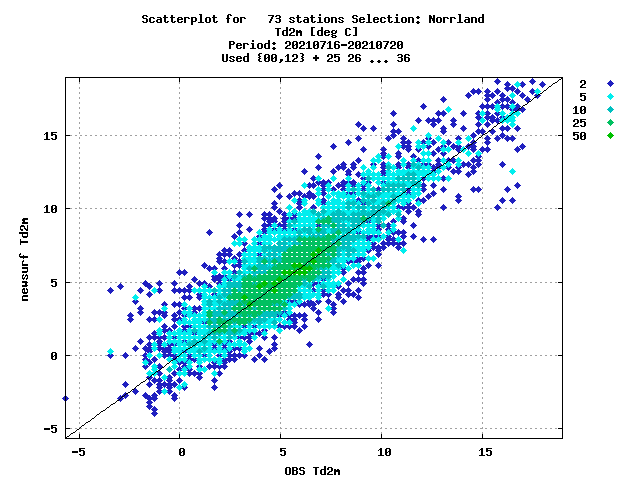 Scatterplot for   73 stations Selection: Norrland
Td2m [deg C]
Period: 20210716-20210720
Used {00,12} + 25 26 ... 36
2
5
10
25
50
15
10
5
0
-5
newsurf Td2m
-5 0 5 10 15
OBS Td2m